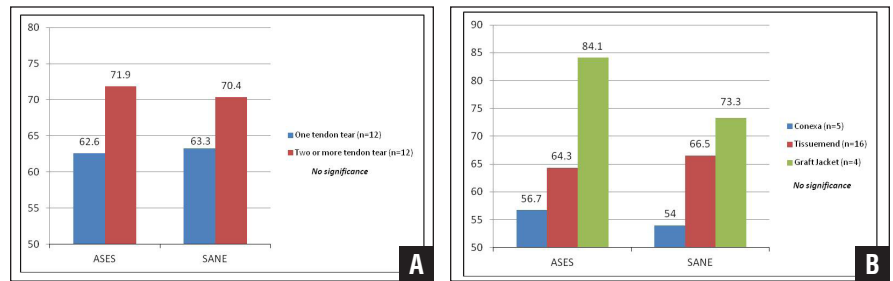 80
75
70
65
60
55
50
71.9
70.4
62.6
63.3
ASES
SANE
One tendon tear (n=12)
Two or more tendon tear (n=12)
No significance
A
90
85
80
75
70
65
60
55
50
84.1
73.3
64.3
66.5
56.7
54
ASES
SANE
Conexa (n=5)
Tissuemend (n=16)
Graft Jacket (n=4)
No significance
B